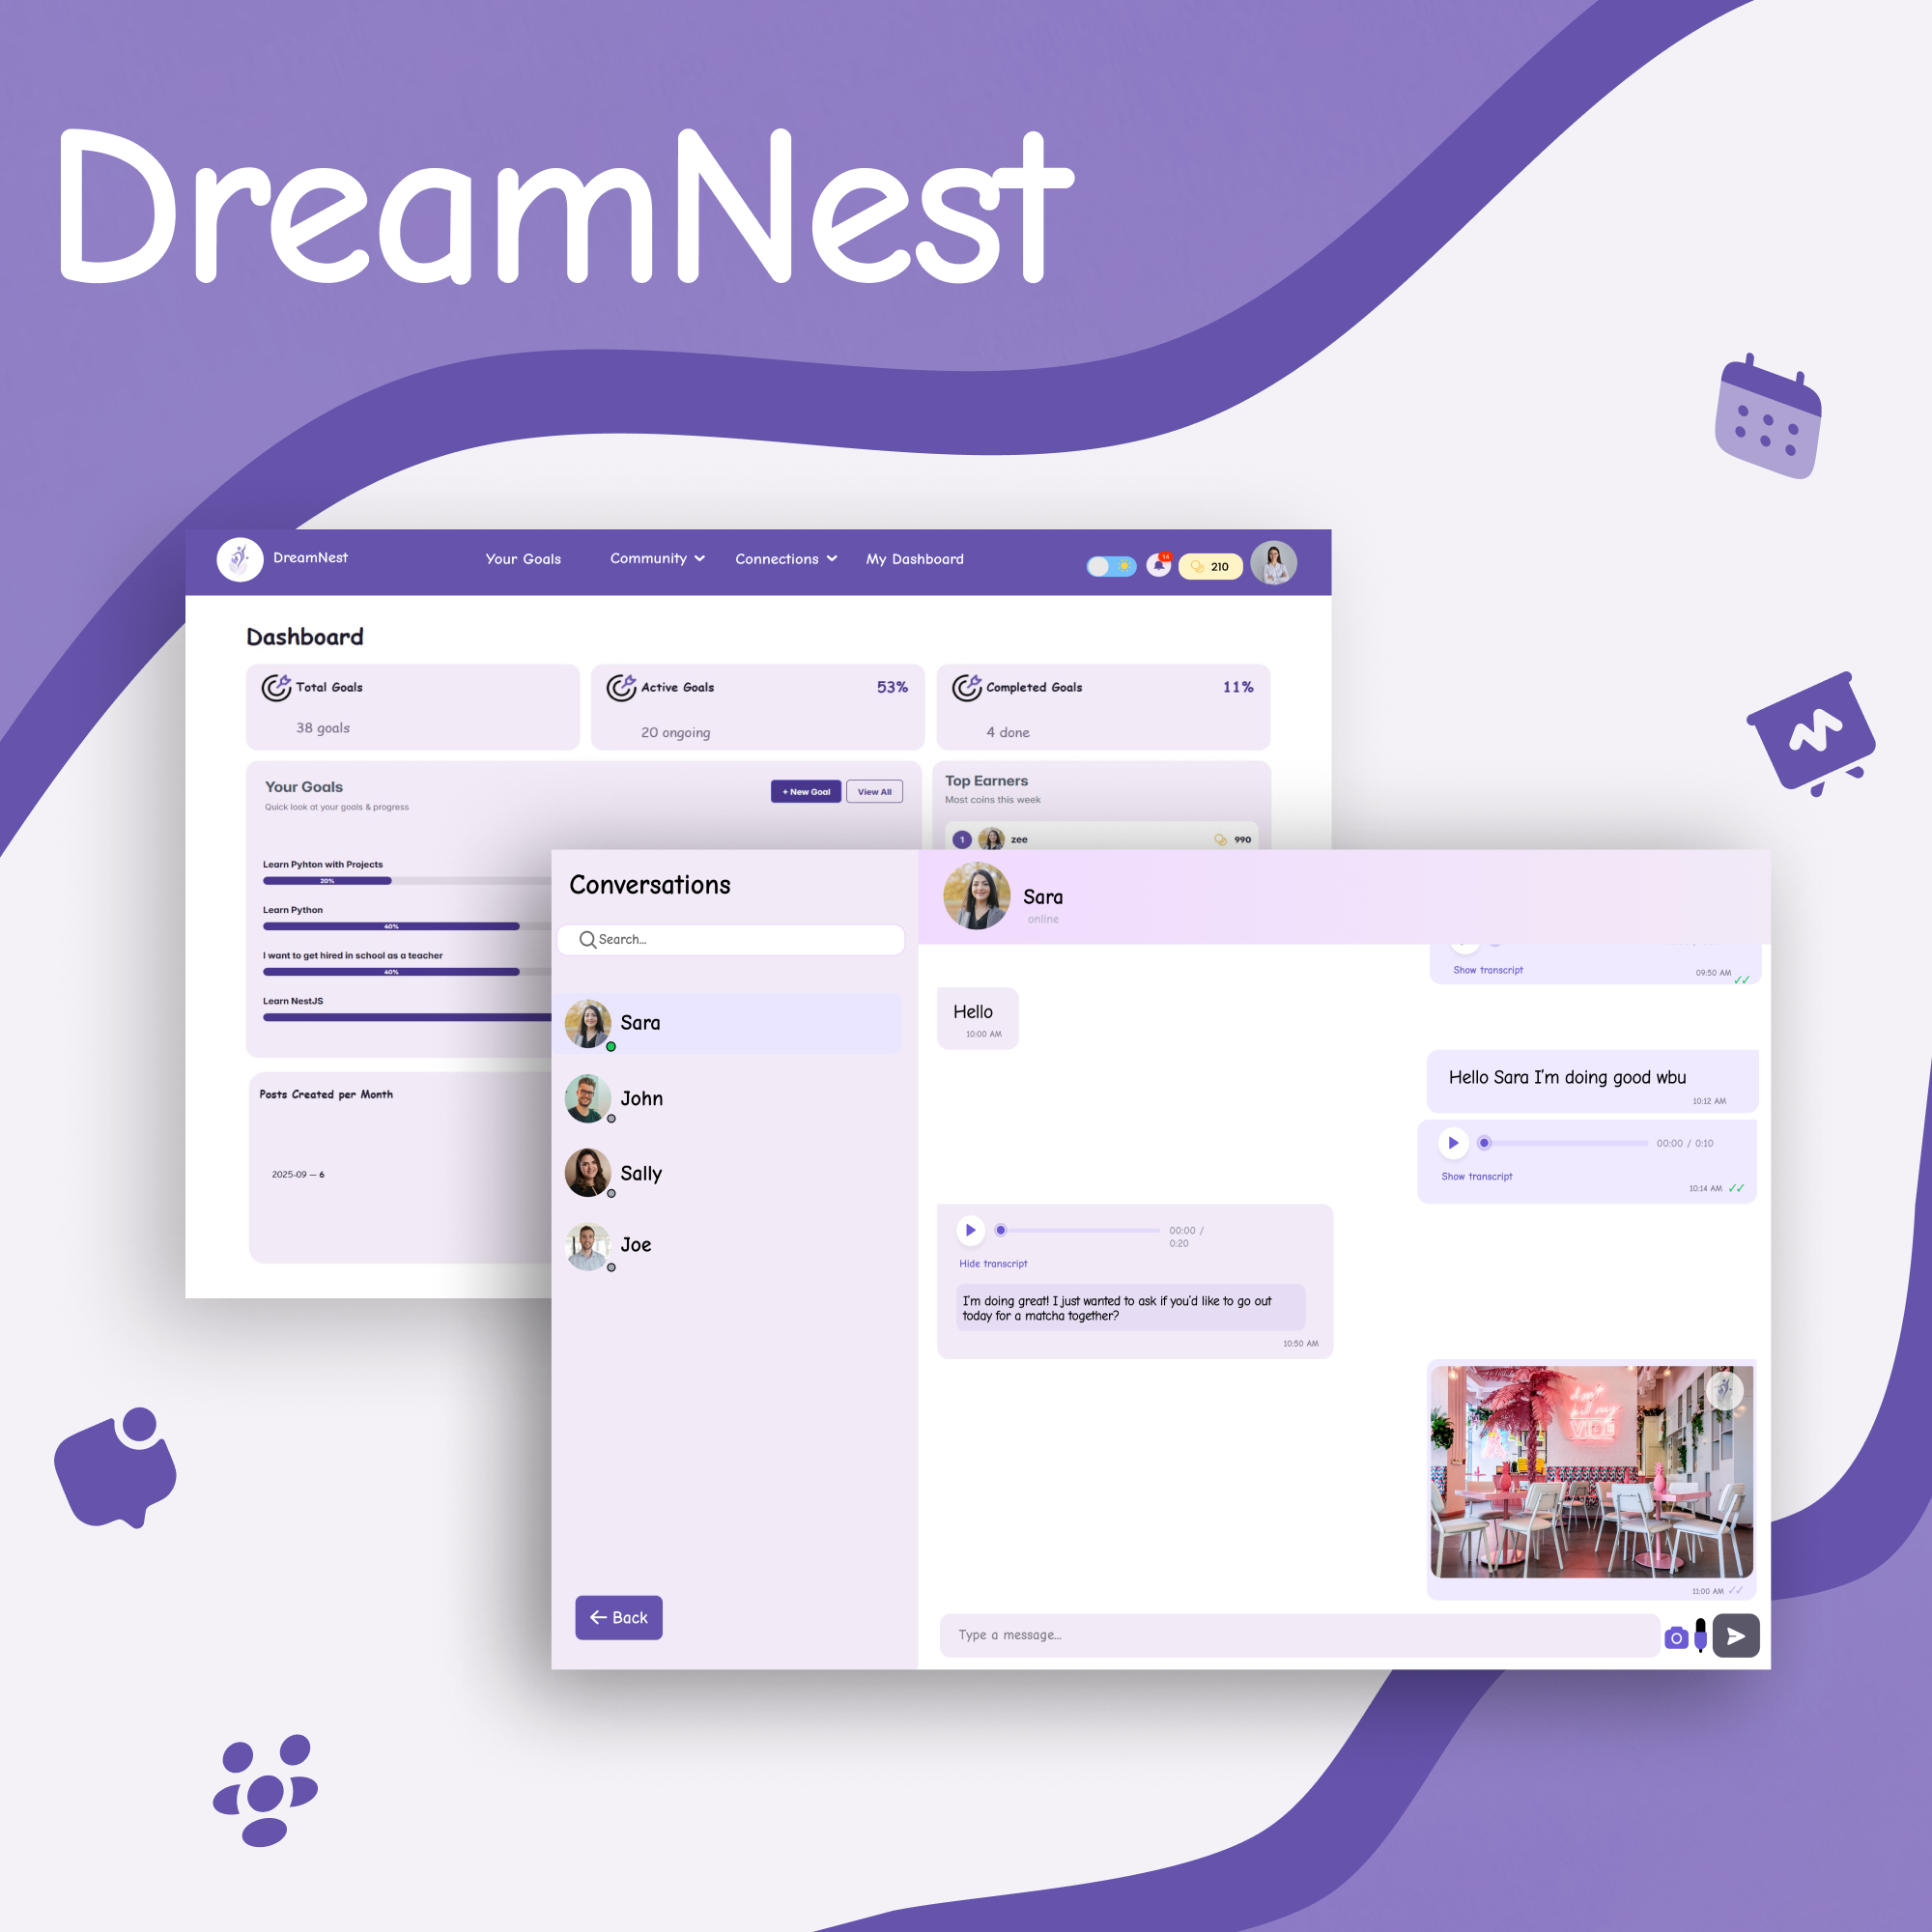 DreamNest
DreamNest
Your Goals
Community
Connections
My Dashboard
14
210
Dashboard
Total Goals
38 goals
Active Goals
53%
20 ongoing
Completed Goals
11%
4 done
Your Goals
Quick look at your goals & progress
+ New Goal
View All
Learn Pyhton with Projects
20%
Learn Python
40%
I want to get hired in school as a teacher
40%
Learn NestJS
Posts Created per Month
2025-09 — 6
Top Earners
Most coins this week
1
zee
990
Conversations
Search...
Sara
John
Sally
Joe
Back
Sara
online
Show transcript
09:50 AM
Hello
10:00 AM
Hello Sara I'm doing good wbu
10:12 AM
00:00 / 0:10
Show transcript
10:14 AM
00:00 /
0:20
Hide transcript
I'm doing great! I just wanted to ask if you'd like to go out
today for a matcha together?
10:50 AM
don't
kill my
VIBE
11:00 AM
Type a message...